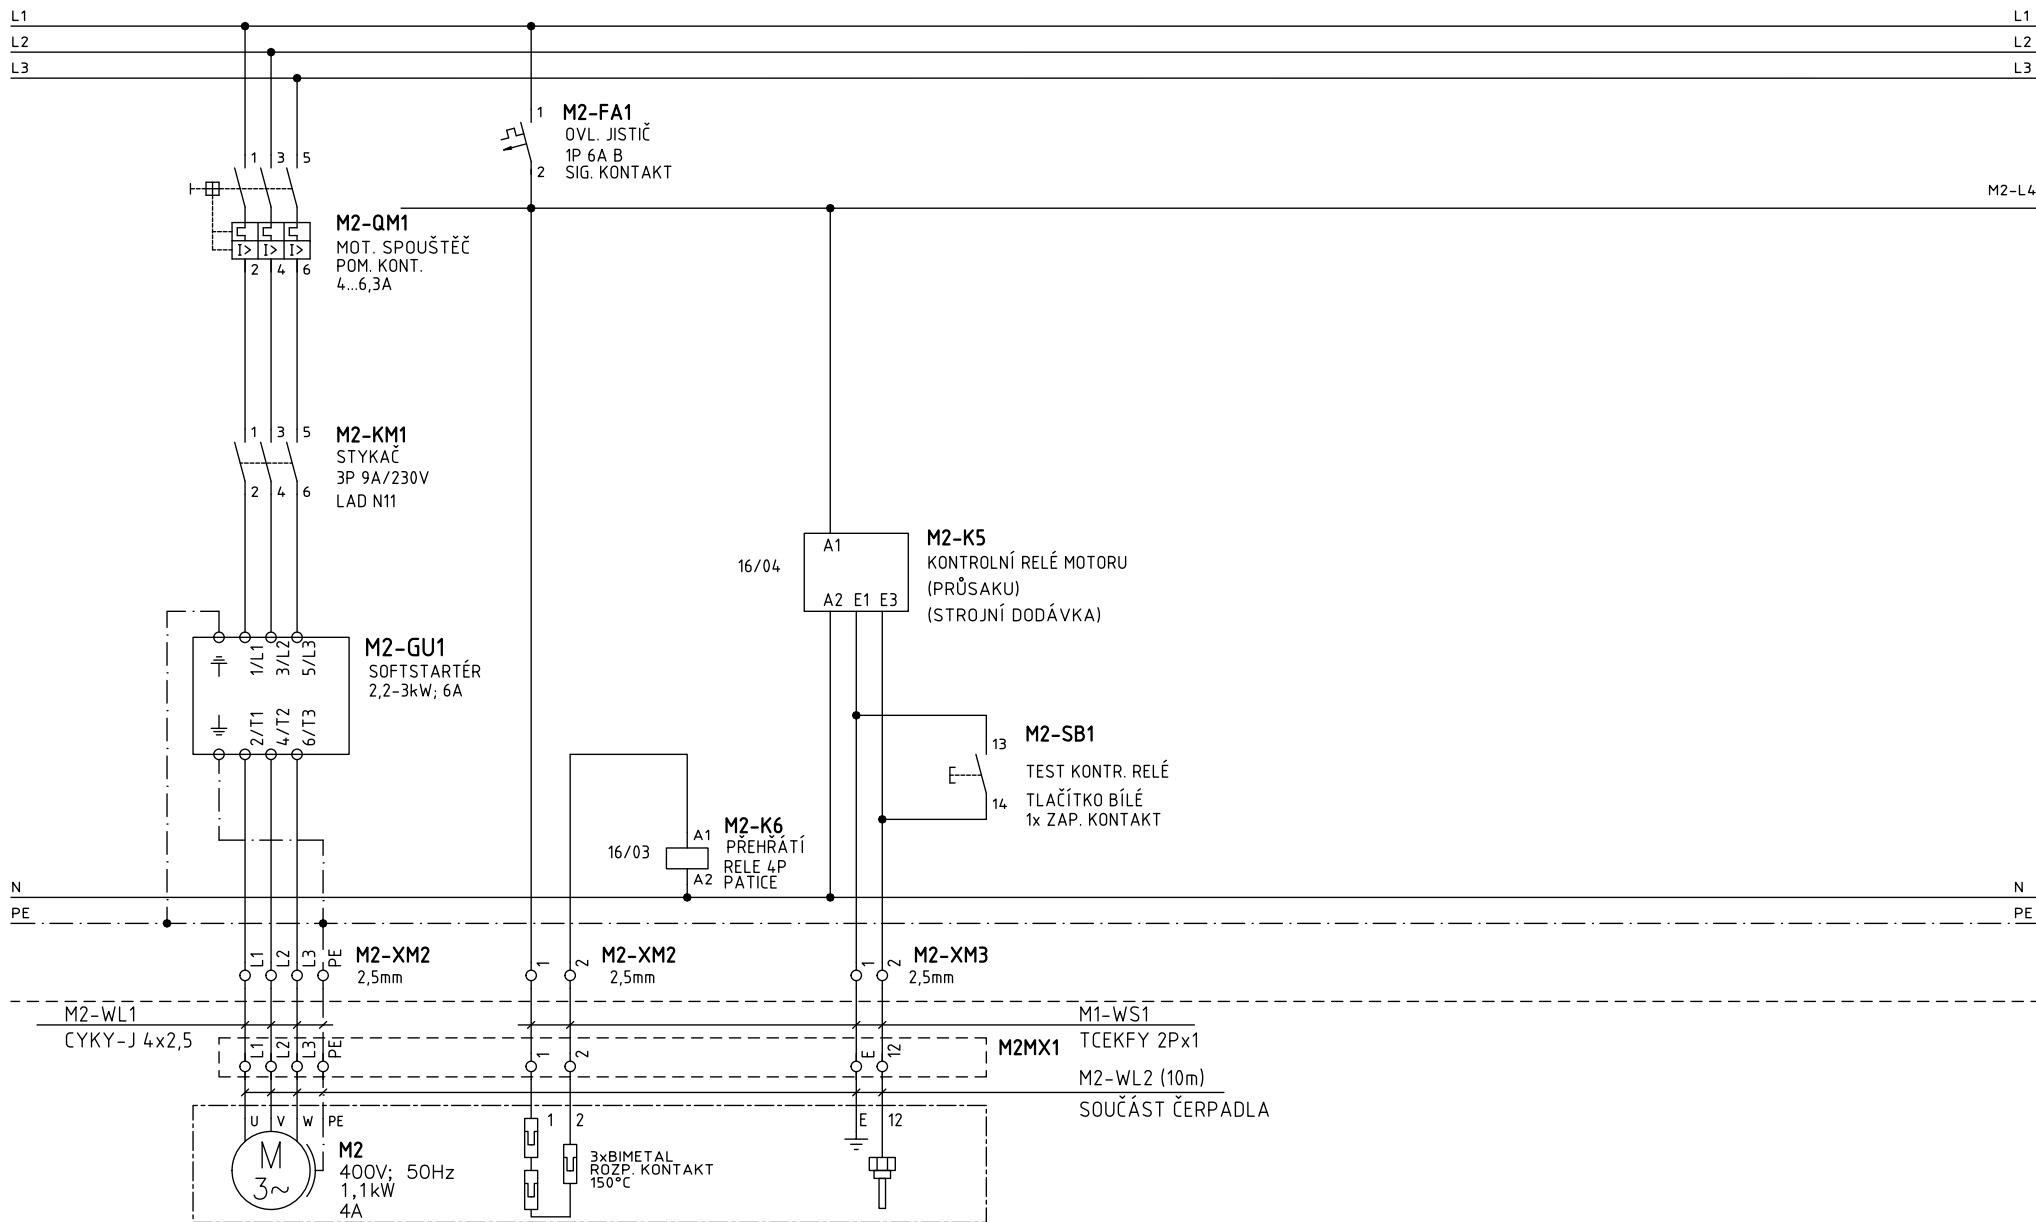 L1
L1
L2
L2
L3
L3
1
M2-FA1
OVL. JISTIČ
1P 6A B
2
SIG. KONTAKT
1 3 5
M2-L4
M2-QM1
MOT. SPOUŠTĚČ
POM. KONT.
4...6,3A
I> I> I>
2 4 6
1 3 5
M2-KM1
STYKAČ
3P 9A/230V
LAD N11
2 4 6
16/04
A1
A2 E1 E3
M2-K5
KONTROLNÍ RELÉ MOTORU
(PRŮSAKU)
(STROJNÍ DODÁVKA)
1/L1 3/L2 5/L3
2/T1 4/T2 6/T3
M2-GU1
SOFTSTARTÉR
2,2-3kW; 6A
13
14
M2-SB1
TEST KONTR. RELÉ
TLAČÍTKO BÍLÉ
1x ZAP. KONTAKT
16/03
A1
A2
M2-K6
PŘEHŘÁTÍ
RELE 4P
PATICE
N
N
PE
PE
L1 L2 L3 PE
M2-XM2
2,5mm
1 2
M2-XM2
2,5mm
1 2
M2-XM3
2,5mm
M2-WL1
CYKY-J 4x2,5
M1-WS1
TCEKFY 2Px1
L1 L2 L3 PE
1 2
E 12
M2MX1
M2-WL2 (10m)
SOUČÁST ČERPADLA
U V W PE
1 2
E 12
M
3~
M2
400V; 50Hz
1,1kW
4A
3xBIMETAL
ROZP. KONTAKT
150°C